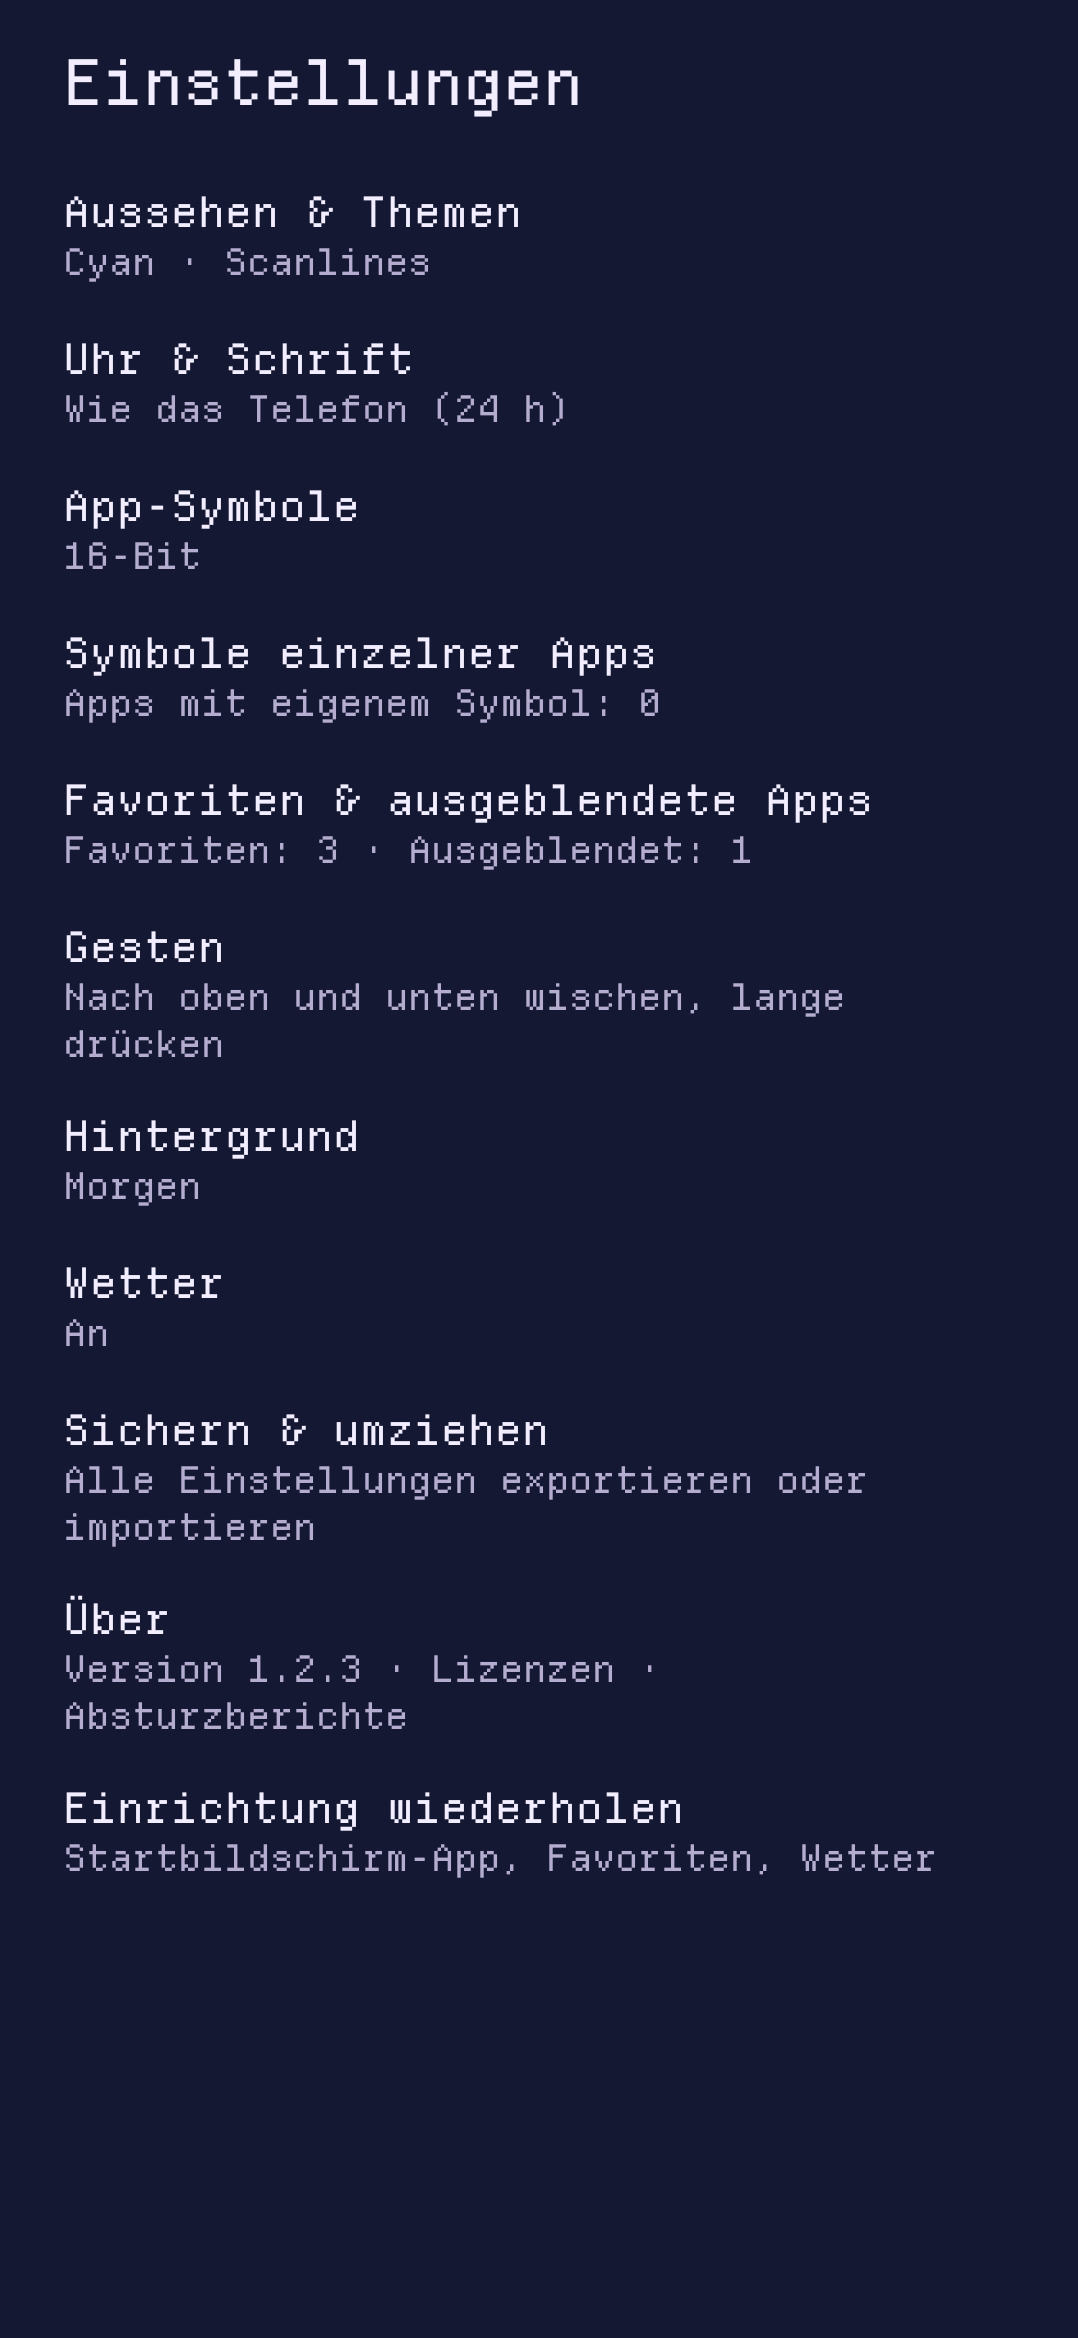 Einstellungen
Aussehen & Themen
Cyan · Scanlines
Uhr & Schrift
Wie das Telefon (24 h)
App-Symbole
16-Bit
Symbole einzelner Apps
Apps mit eigenem Symbol: 0
Favoriten & ausgeblendete Apps
Favoriten: 3 · Ausgeblendet: 1
Gesten
Nach oben und unten wischen, lange
drücken
Hintergrund
Morgen
Wetter
An
Sichern & umziehen
Alle Einstellungen exportieren oder
importieren
Über
Version 1.2.3 · Lizenzen ·
Absturzberichte
Einrichtung wiederholen
Startbildschirm-App, Favoriten, Wetter